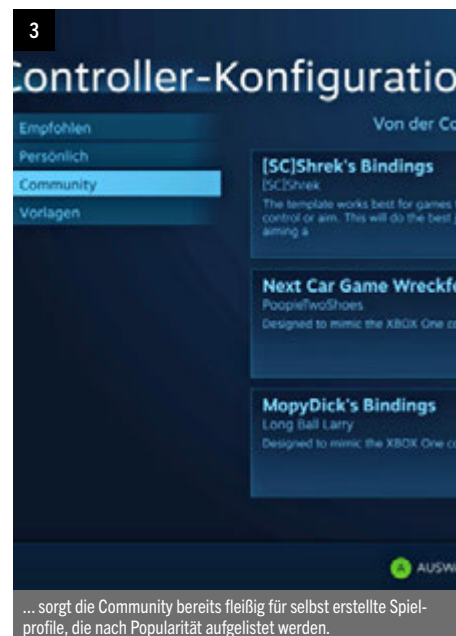 3
Controller-Konfiguratio
Empfohlen
Persönlich
Community
Vorlagen
Von der Co
[SC]Shrek's Bindings
[SC]Shrek
The template works best for games
control or aim. This will do the best
aiming a
Next Car Game Wreckfe
PoopieTwoShoes
Designed to mimic the XBOX One co
MopyDick's Bindings
Long Ball Larry
Designed to mimic the XBOX One co
A AUSW
... sorgt die Community bereits fleißig für selbst erstellte Spiel-
profile, die nach Popularität aufgelistet werden.